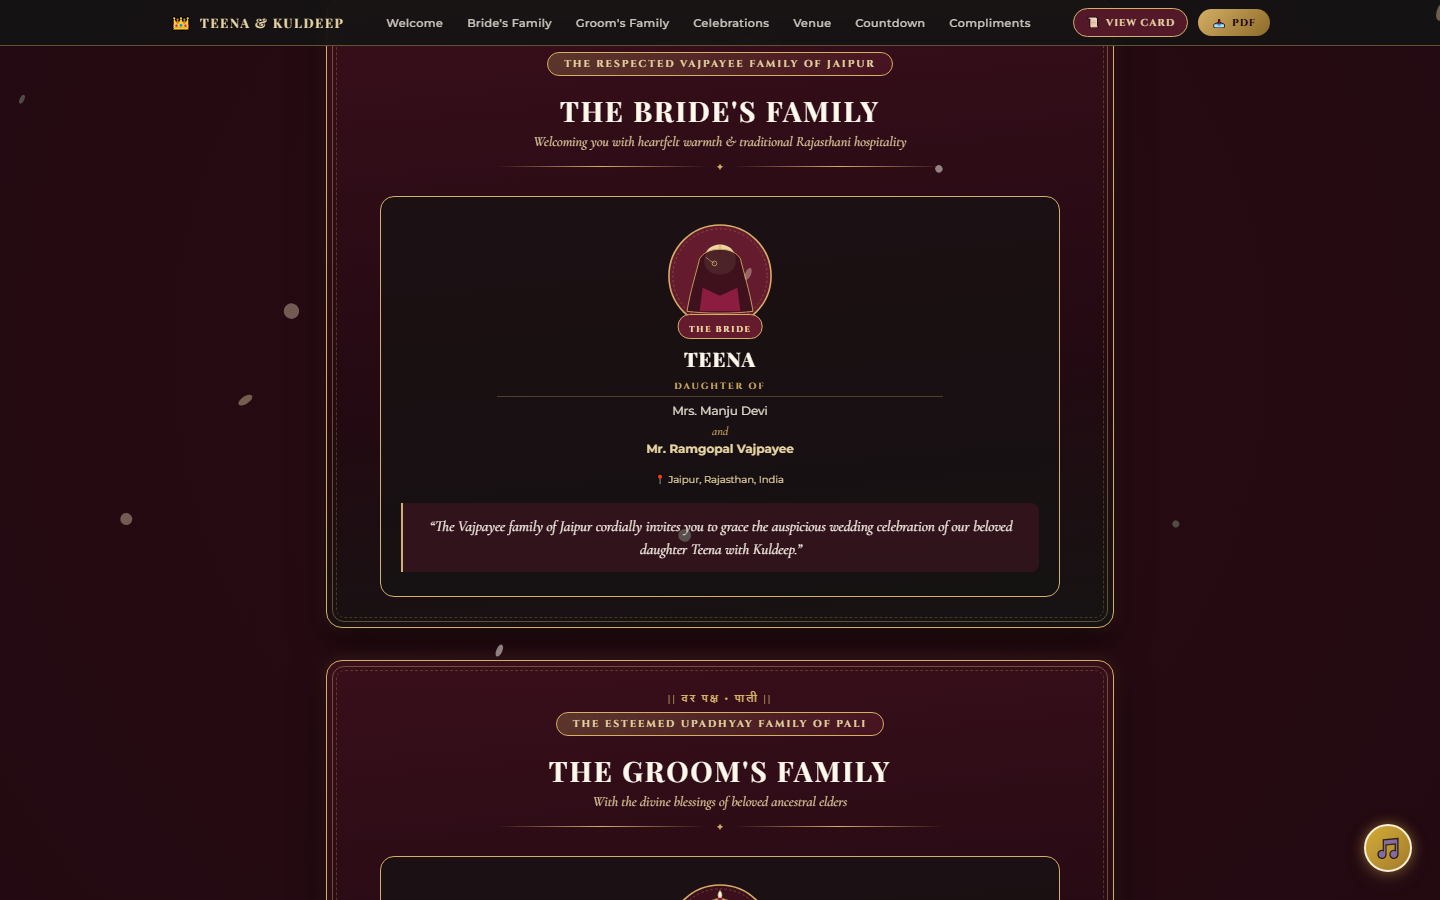 TEENA & KULDEEP
Welcome
Bride's Family
Groom's Family
Celebrations
Venue
Countdown
Compliments
VIEW CARD
PDF
THE RESPECTED VAJPAYEE FAMILY OF JAIPUR
THE BRIDE'S FAMILY
Welcoming you with heartfelt warmth & traditional Rajasthani hospitality
THE BRIDE
TEENA
DAUGHTER OF
Mrs. Manju Devi
and
Mr. Ramgopal Vajpayee
Jaipur, Rajasthan, India
“The Vajpayee family of Jaipur cordially invites you to grace the auspicious wedding celebration of our beloved
daughter Teena with Kuldeep.”
|| वर पक्ष • पाली ||
THE ESTEEMED UPADHYAY FAMILY OF PALI
THE GROOM'S FAMILY
With the divine blessings of beloved ancestral elders